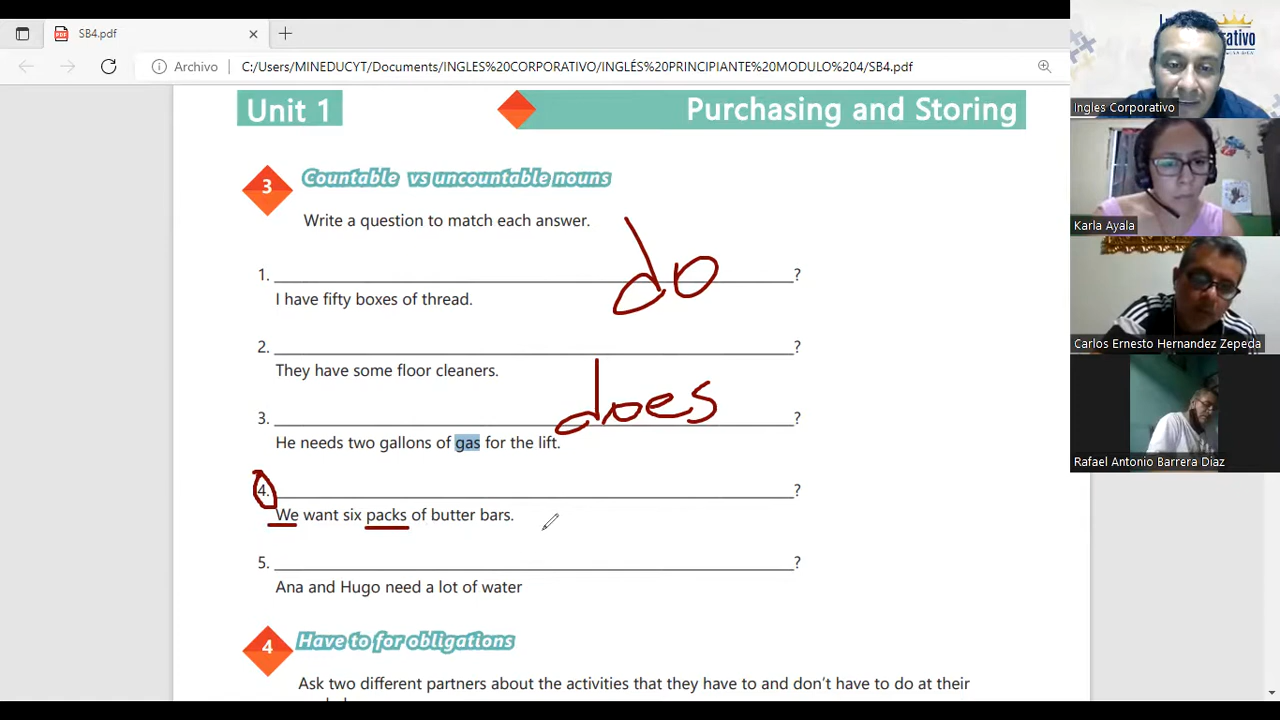 SB4.pdf
Archivo
C:/Users/MINEDUCYT/Documents/INGLES%20CORPORATIVO/INGLÉS%20PRINCIPIANTE%20MODULO%204/SB4.pdf
Unit 1
Purchasing and Storing
3
Countable vs uncountable nouns
Write a question to match each answer.
do
1. ?
I have fifty boxes of thread.
2. ?
They have some floor cleaners.
does
3. ?
He needs two gallons of gas for the lift.
4. ?
We want six packs of butter bars.
5. ?
Ana and Hugo need a lot of water
4
Have to for obligations
Ask two different partners about the activities that they have to and don't have to do at their
Ingles Corporativo
Karla Ayala
Carlos Ernesto Hernandez Zepeda
Rafael Antonio Barrera Diaz